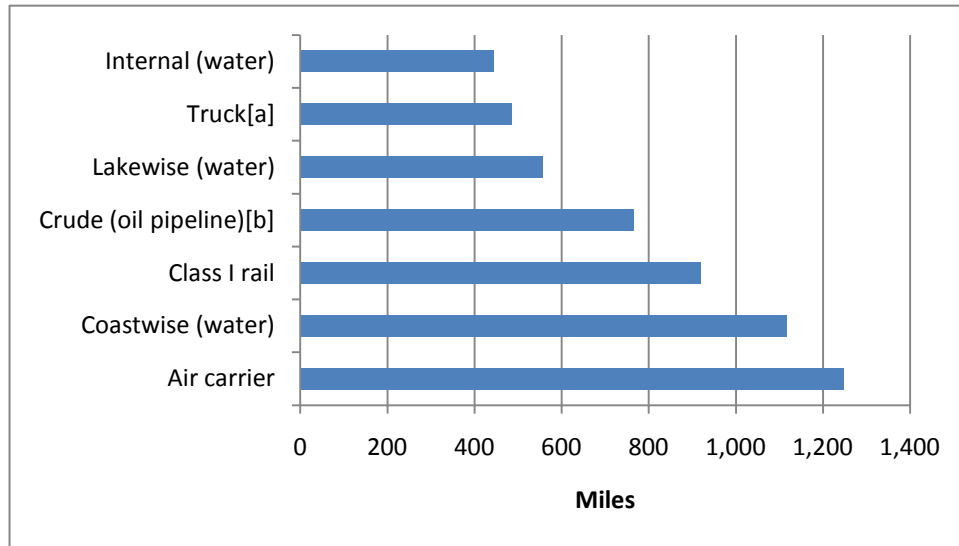 Internal (water)
Truck[a]
Lakewise (water)
Crude (oil pipeline)[b]
Class I rail
Coastwise (water)
Air carrier
0 200 400 600 800 1,000 1,200 1,400
Miles